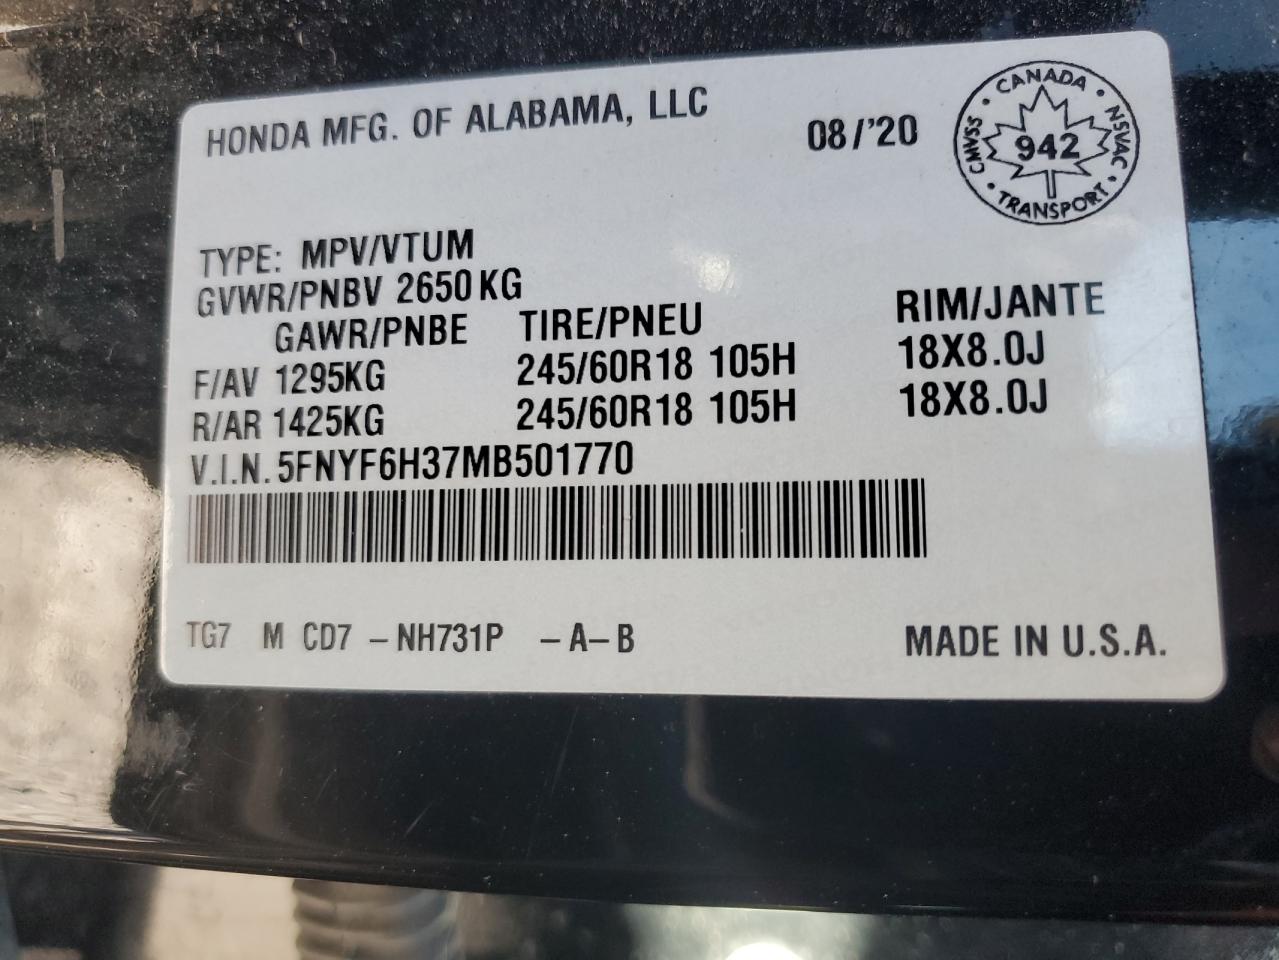 HONDA MFG. OF ALABAMA, LLC
08/'20
CANADA
CMVSS
942
NSVAC
TRANSPORT
TYPE: MPV/VTUM
GVWR/PNBV 2650KG
GAWR/PNBE TIRE/PNEU RIM/JANTE
F/AV 1295KG 245/60R18 105H 18X8.0J
R/AR 1425KG 245/60R18 105H 18X8.0J
V.I.N. 5FNYF6H37MB501770
TG7 M CD7 – NH731P – A – B
MADE IN U.S.A.